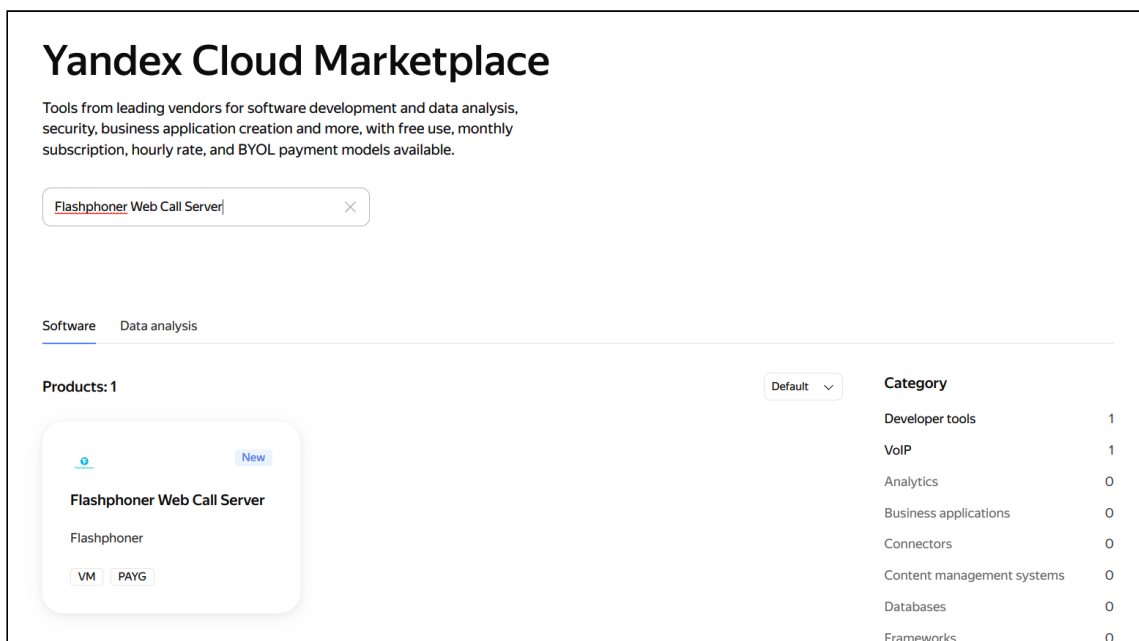 Yandex Cloud Marketplace
Tools from leading vendors for software development and data analysis,
security, business application creation and more, with free use, monthly
subscription, hourly rate, and BYOL payment models available.
Flashphoner Web Call Server
Software Data analysis
Products: 1
Default
New
Flashphoner Web Call Server
Flashphoner
VM PAYG
Category
Developer tools 1
VoIP 1
Analytics 0
Business applications 0
Connectors 0
Content management systems 0
Databases 0
Frameworks 0